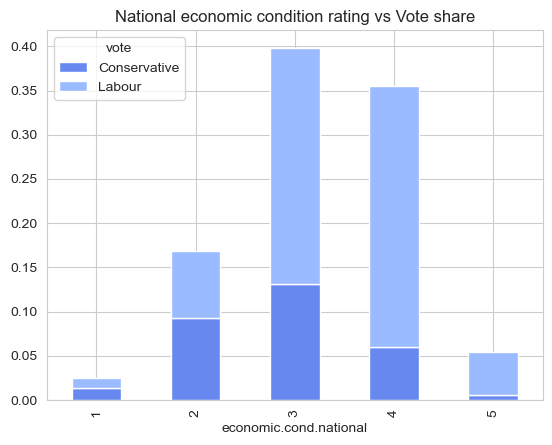 National economic condition rating vs Vote share
0.40
0.35
0.30
0.25
0.20
0.15
0.10
0.05
0.00
vote
Conservative
Labour
1 2 3 4 5
economic.cond.national